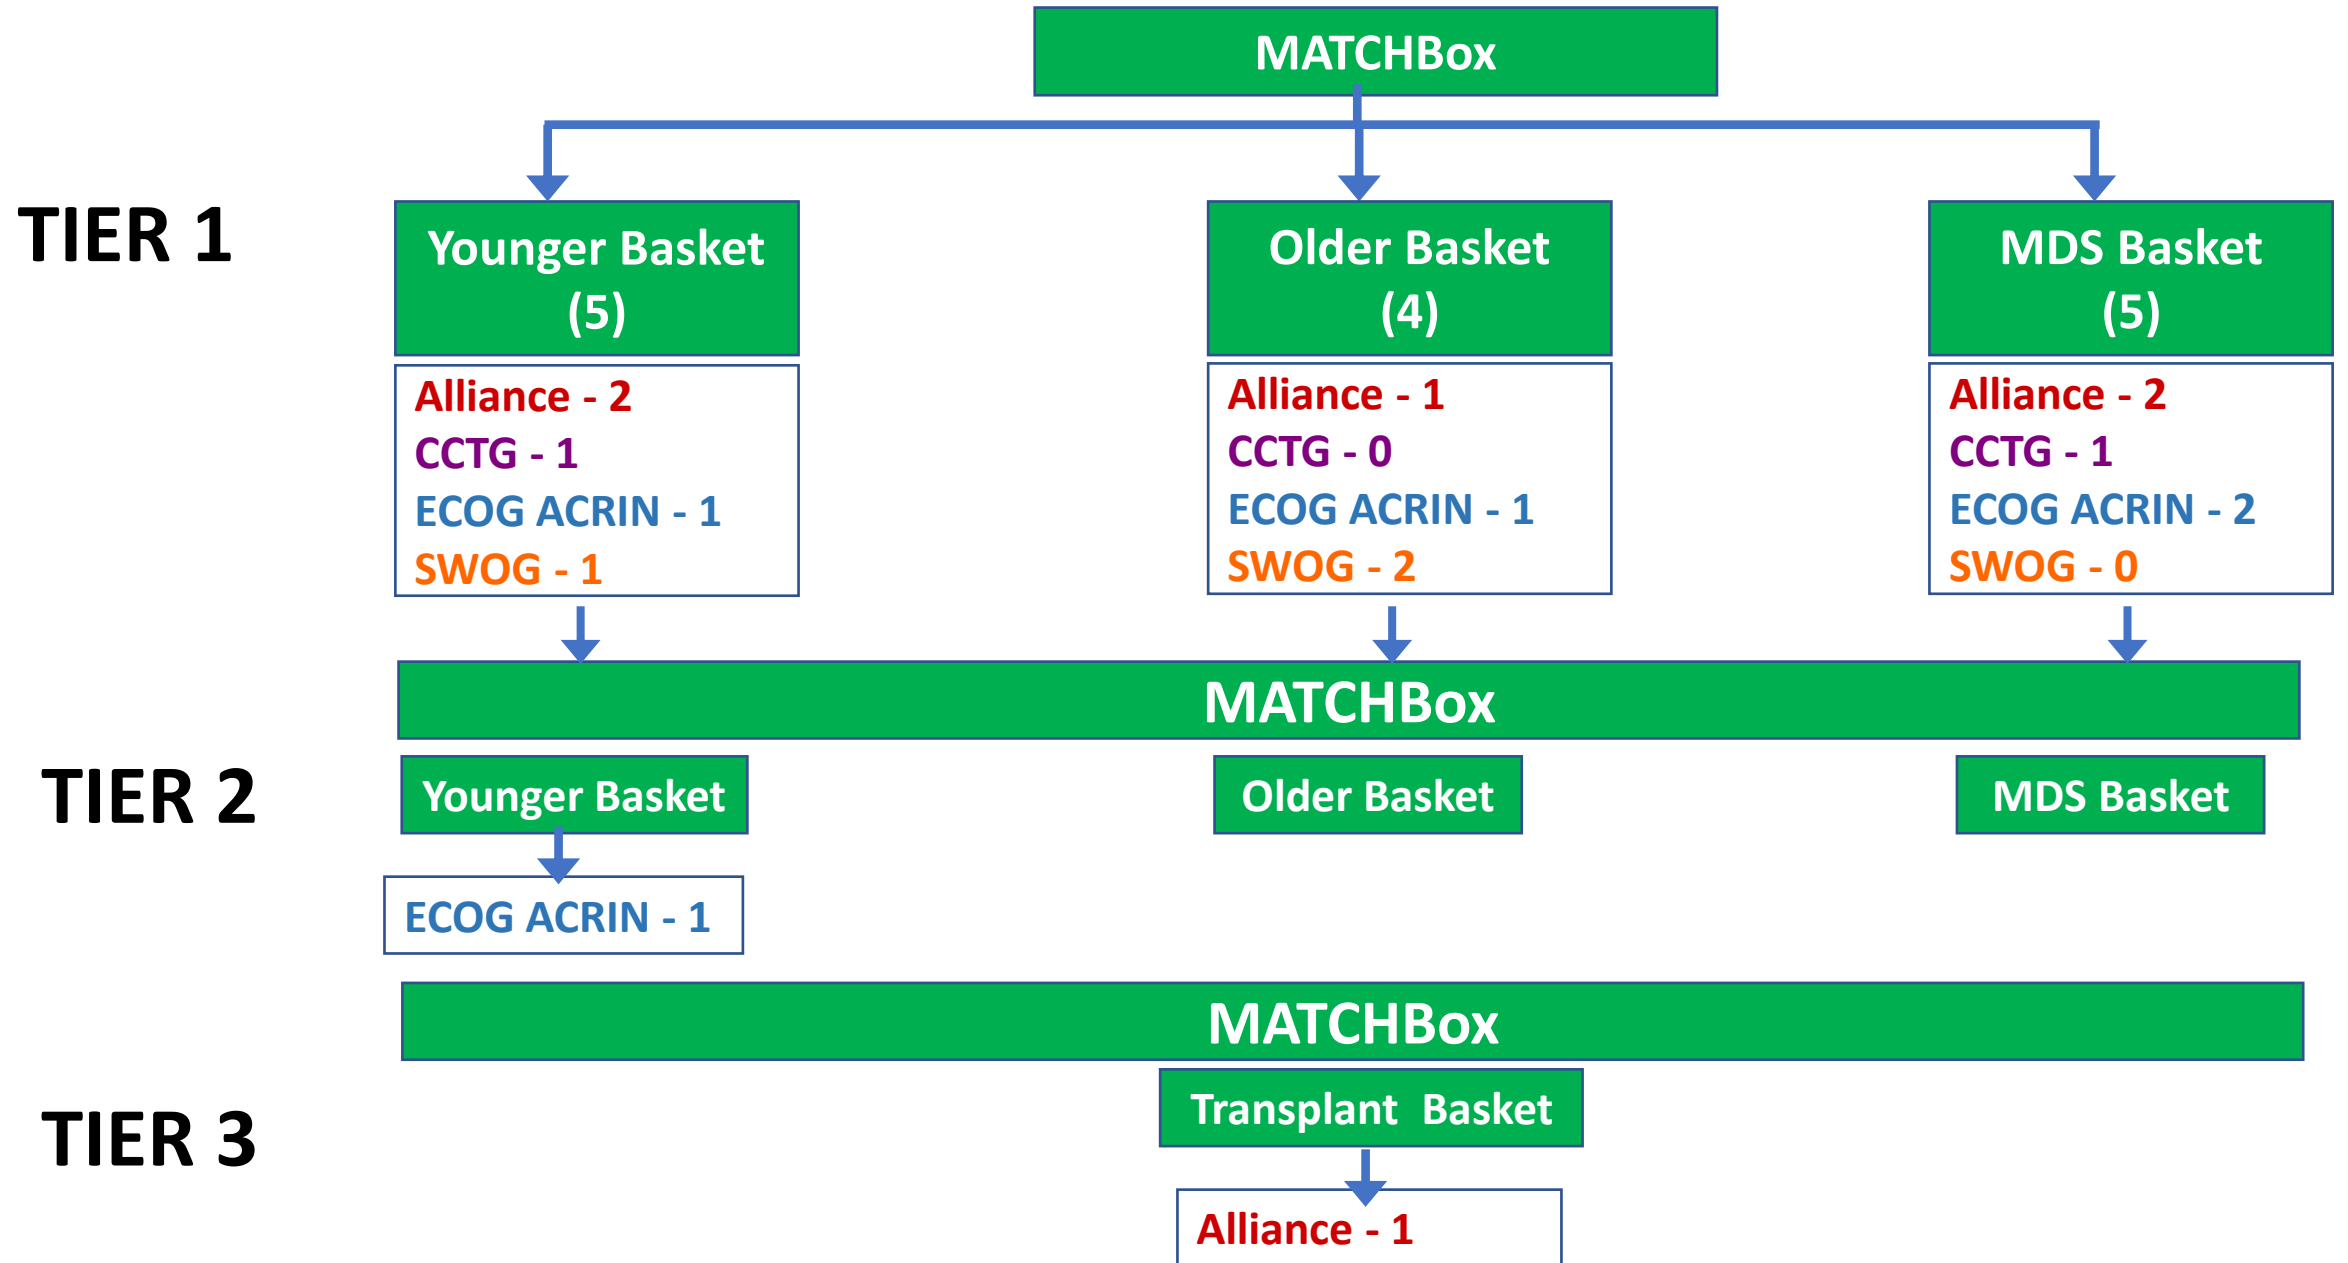 MATCHBox
TIER 1
Younger Basket
(5)
Older Basket
(4)
MDS Basket
(5)
Alliance - 2
CCTG - 1
ECOG ACRIN - 1
SWOG - 1
Alliance - 1
CCTG - 0
ECOG ACRIN - 1
SWOG - 2
Alliance - 2
CCTG - 1
ECOG ACRIN - 2
SWOG - 0
MATCHBox
TIER 2
Younger Basket
Older Basket
MDS Basket
ECOG ACRIN - 1
MATCHBox
TIER 3
Transplant Basket
Alliance - 1